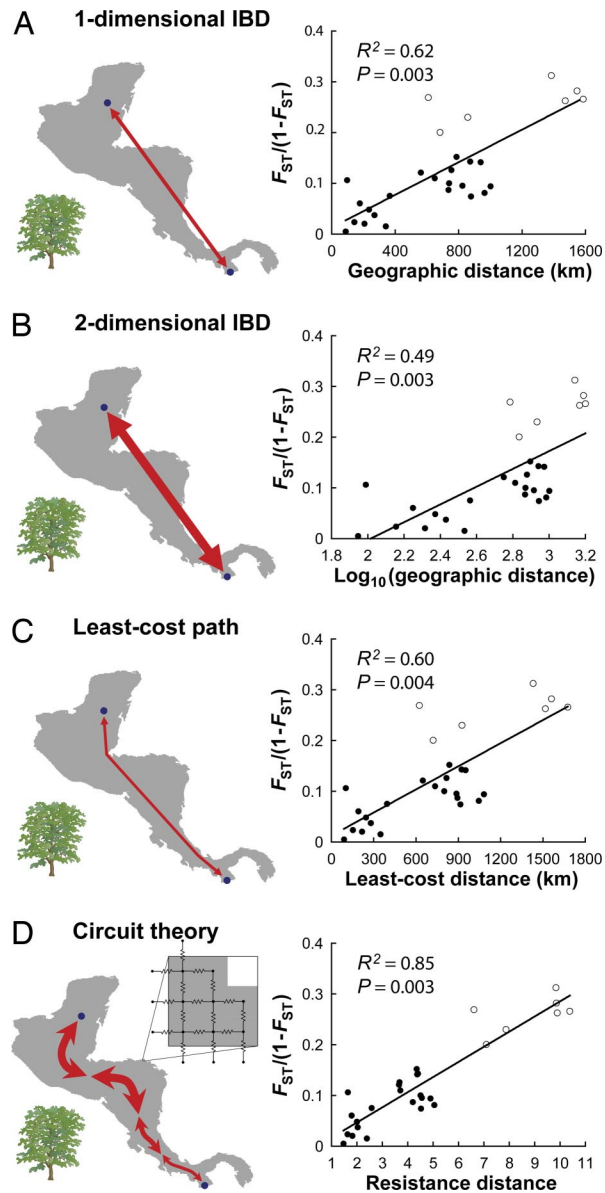 A
1-dimensional IBD
R² = 0.62
P = 0.003
F_ST/(1-F_ST)
0.4
0.3
0.2
0.1
0
0 400 800 1200 1600
Geographic distance (km)
B
2-dimensional IBD
R² = 0.49
P = 0.003
F_ST/(1-F_ST)
0.4
0.3
0.2
0.1
0
2 2.2 2.4 2.6 2.8 3.0 3.2
Log₁₀(geographic distance)
C
Least-cost path
R² = 0.60
P = 0.004
F_ST/(1-F_ST)
0.4
0.3
0.2
0.1
0
0 300 600 900 1200 1500 1800
Least-cost distance (km)
D
Circuit theory
R² = 0.85
P = 0.003
F_ST/(1-F_ST)
0.4
0.3
0.2
0.1
0.00
1 2 3 4 5 6 7 8 9 10 11
Resistance distance